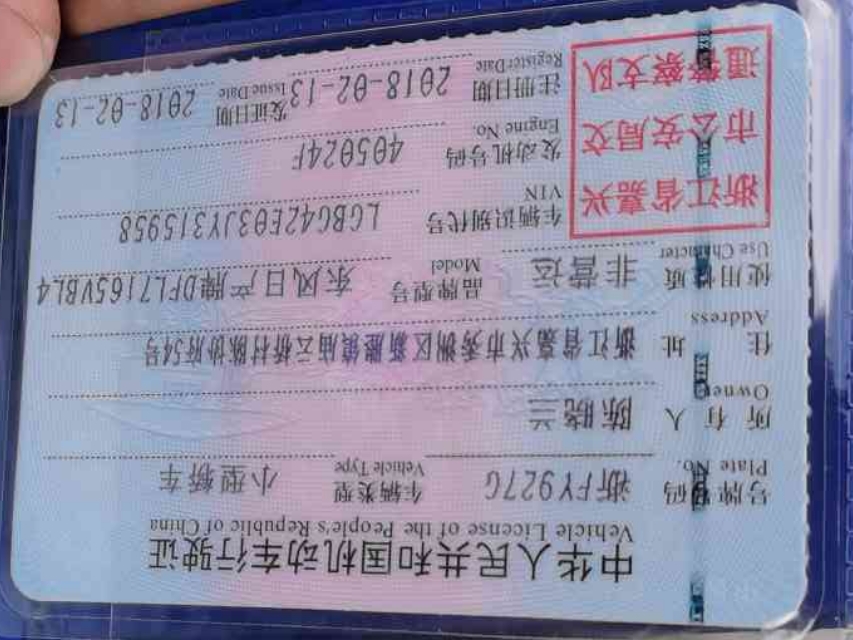 中华人民共和国机动车行驶证
Vehicle License of the People's Republic of China
号牌号码 浙FY927G 车辆类型 小型轿车
Plate No. Vehicle Type
所有人 陈晓兰
Owner
住址 浙江省嘉兴市秀洲区新塍镇庙云桥村陈协府54号
Address
使用性质 非营运 品牌型号 东风日产牌DFL7165VBL4
Use Character Model
浙江省嘉兴
市公安局交
通警察支队
车辆识别代号 LGBG42E03JY315958
VIN
发动机号码 405024F
Engine No.
注册日期 2018-02-13 发证日期 2018-02-13
Register Date Issue Date